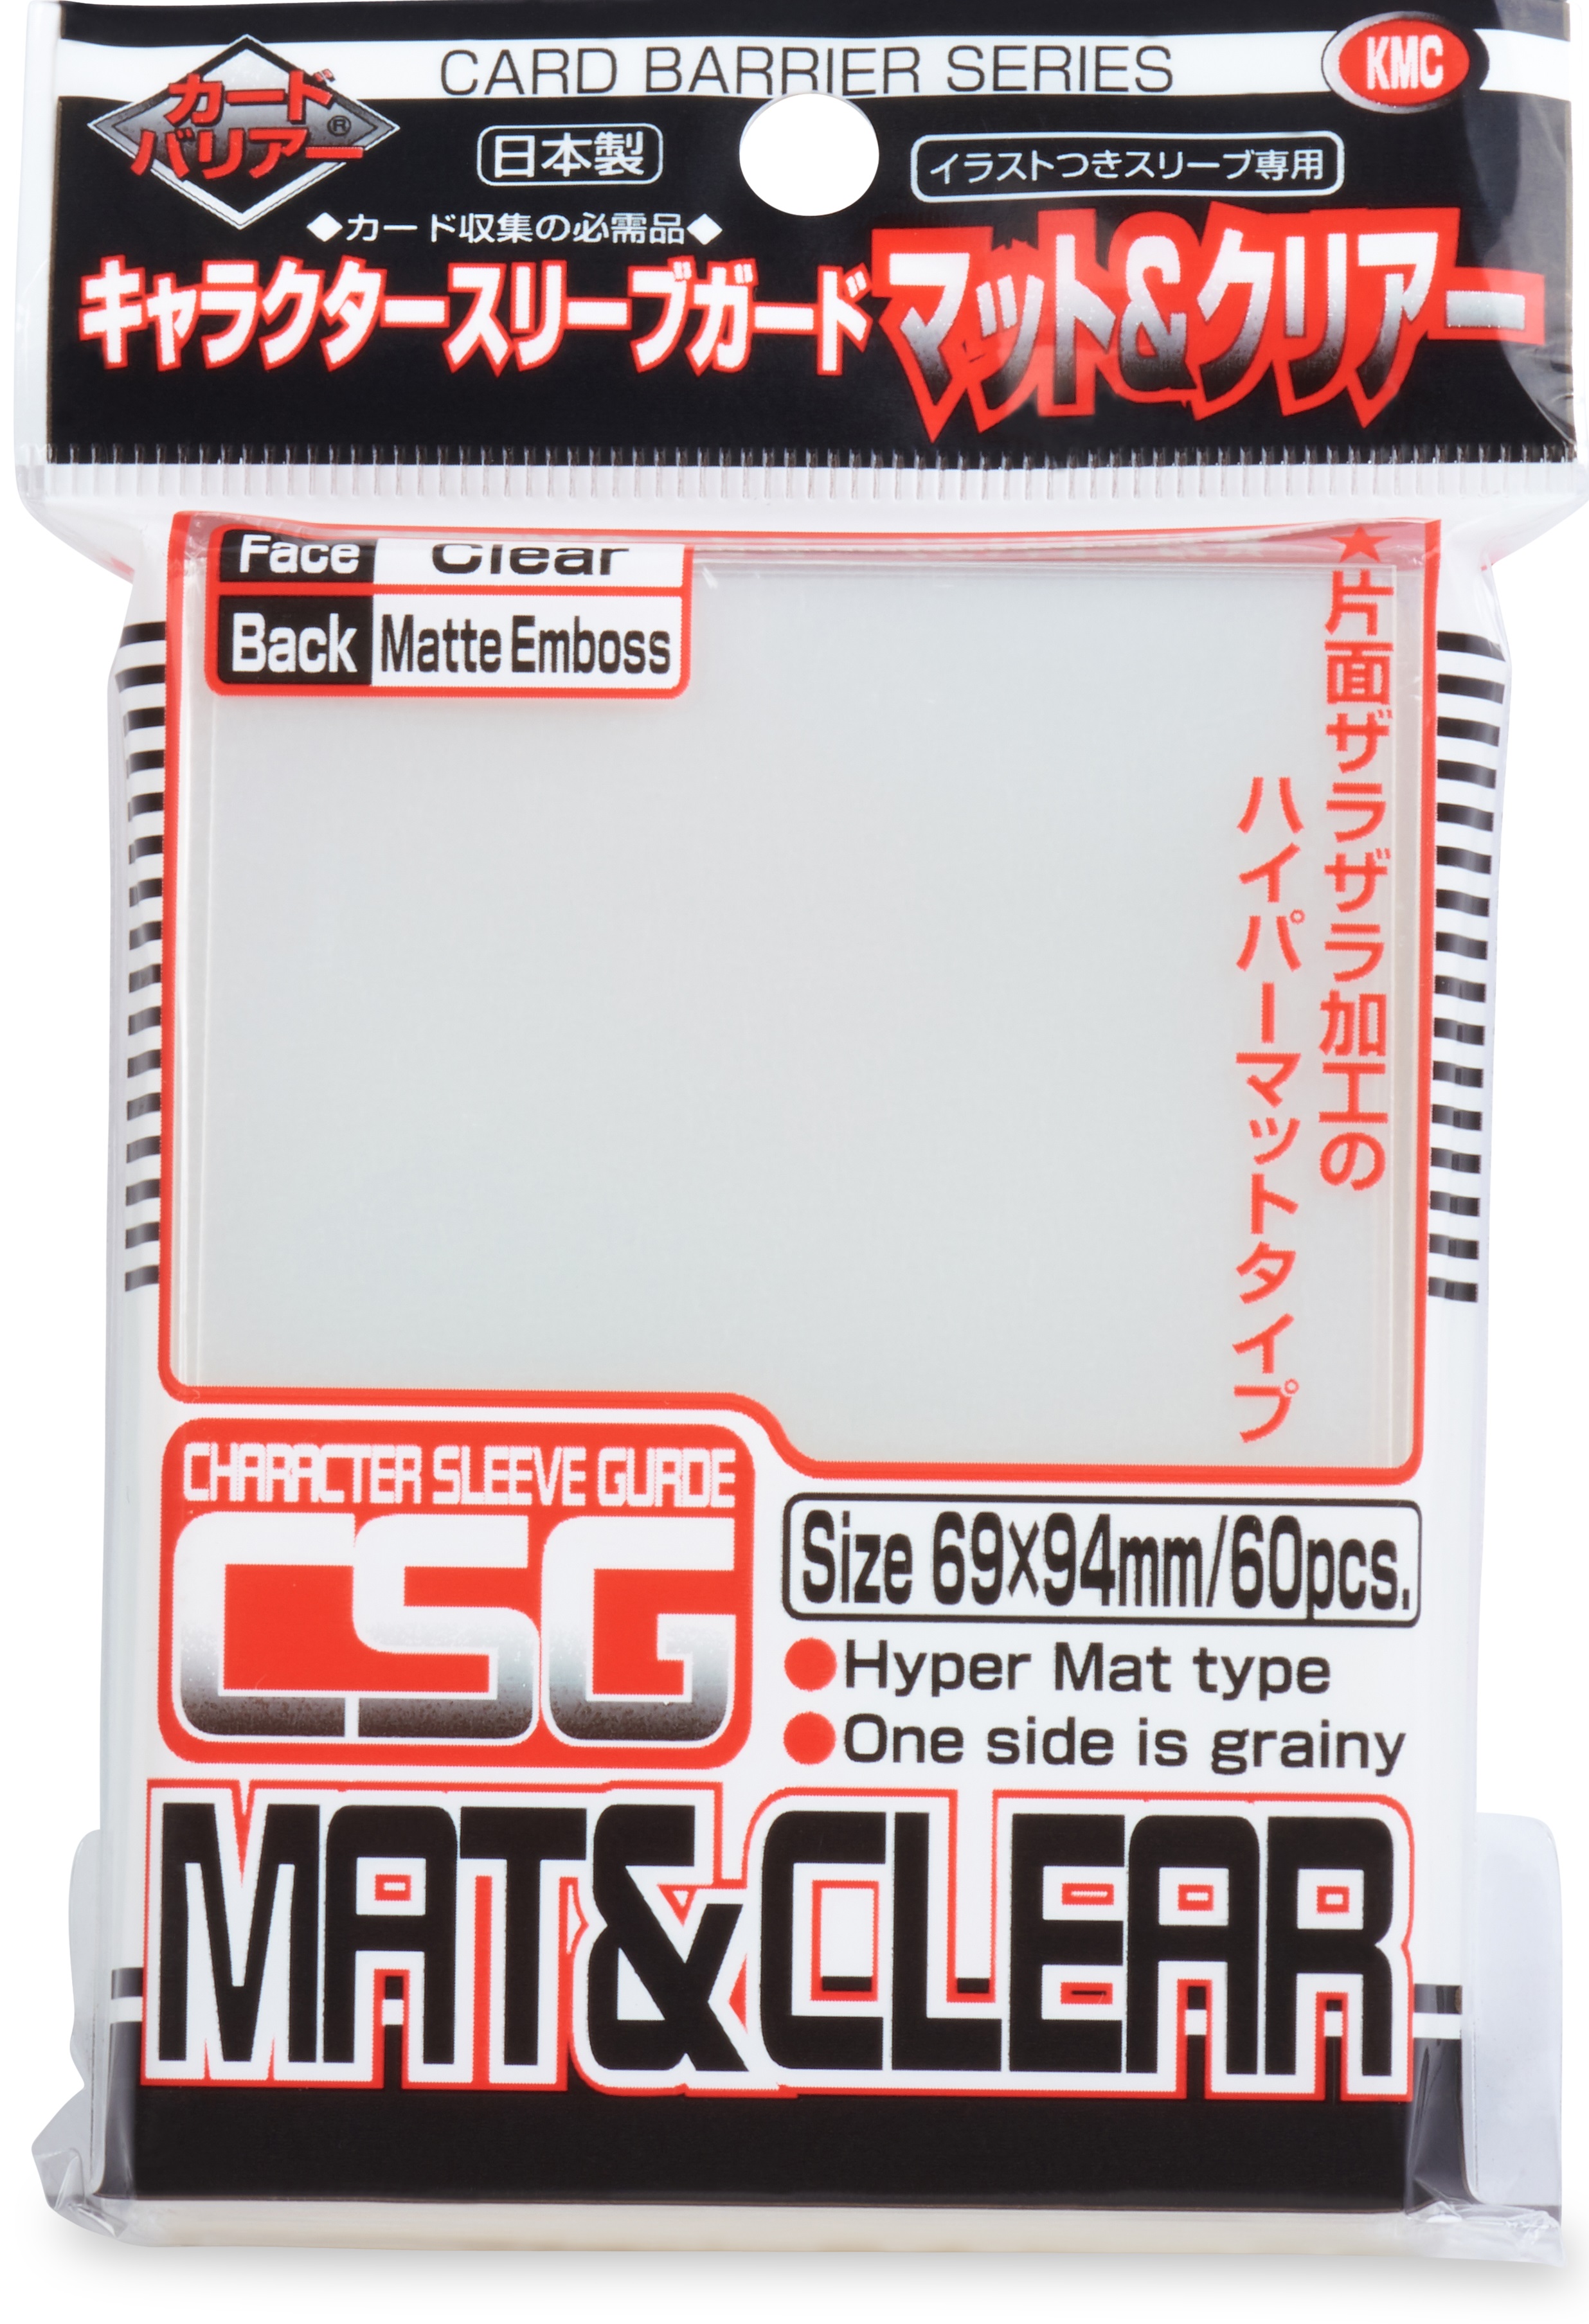 CARD BARRIER SERIES
KMC
カード
バリアー®
日本製
イラストつきスリーブ専用
◆カード収集の必需品◆
キャラクタースリーブガード マット&クリアー
Face Clear
Back Matte Emboss
★片面ザラザラ加工の
ハイパーマットタイプ
CHARACTER SLEEVE GURDE
CSG
Size 69×94mm/60pcs.
●Hyper Mat type
●One side is grainy
MAT&CLEAR